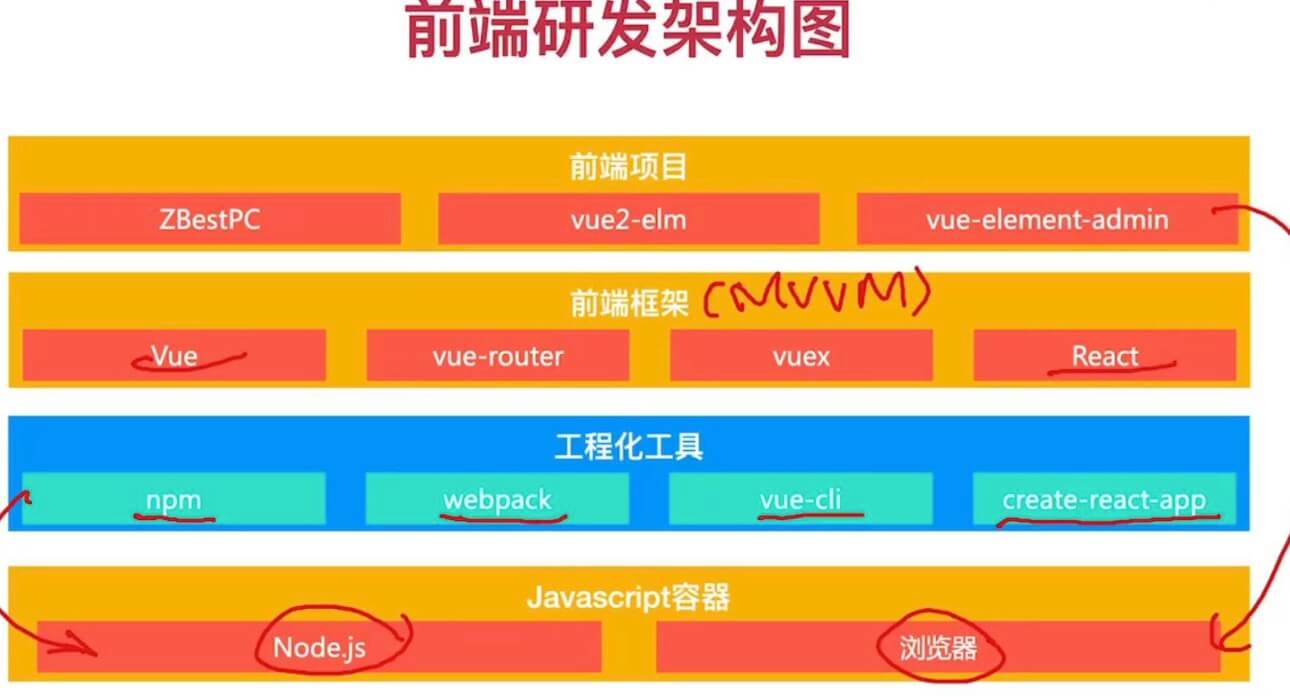 前端研发架构图
前端项目
ZBestPC vue2-elm vue-element-admin
前端框架 (MVVM)
Vue vue-router vuex React
工程化工具
npm webpack vue-cli create-react-app
Javascript容器
Node.js 浏览器